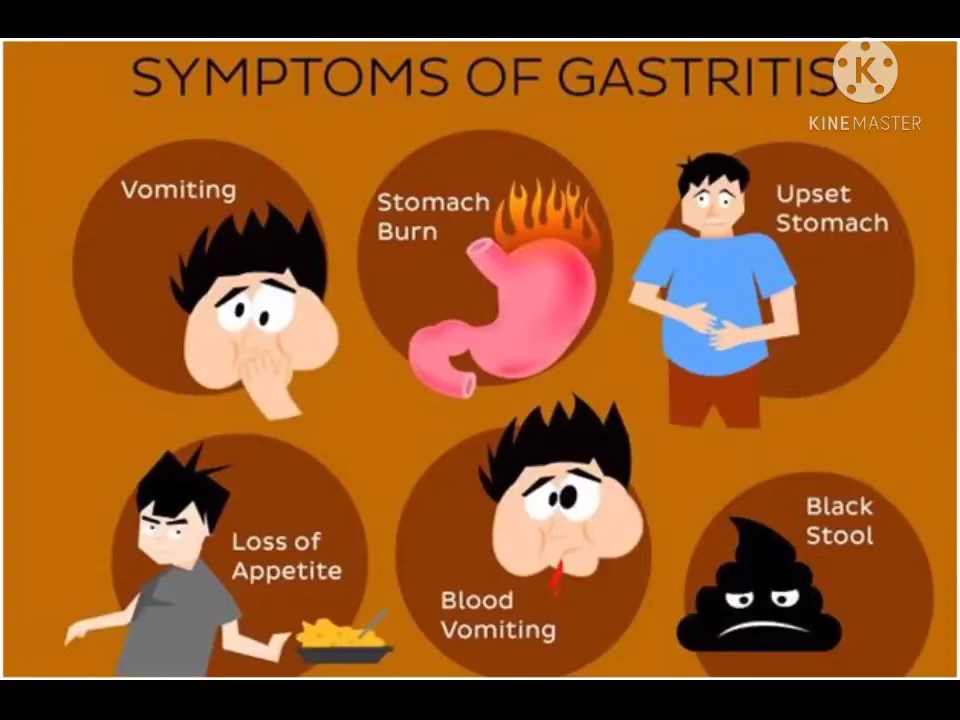 SYMPTOMS OF GASTRITIS
K
KINEMASTER
Vomiting
Stomach
Burn
Upset
Stomach
Loss of
Appetite
Blood
Vomiting
Black
Stool